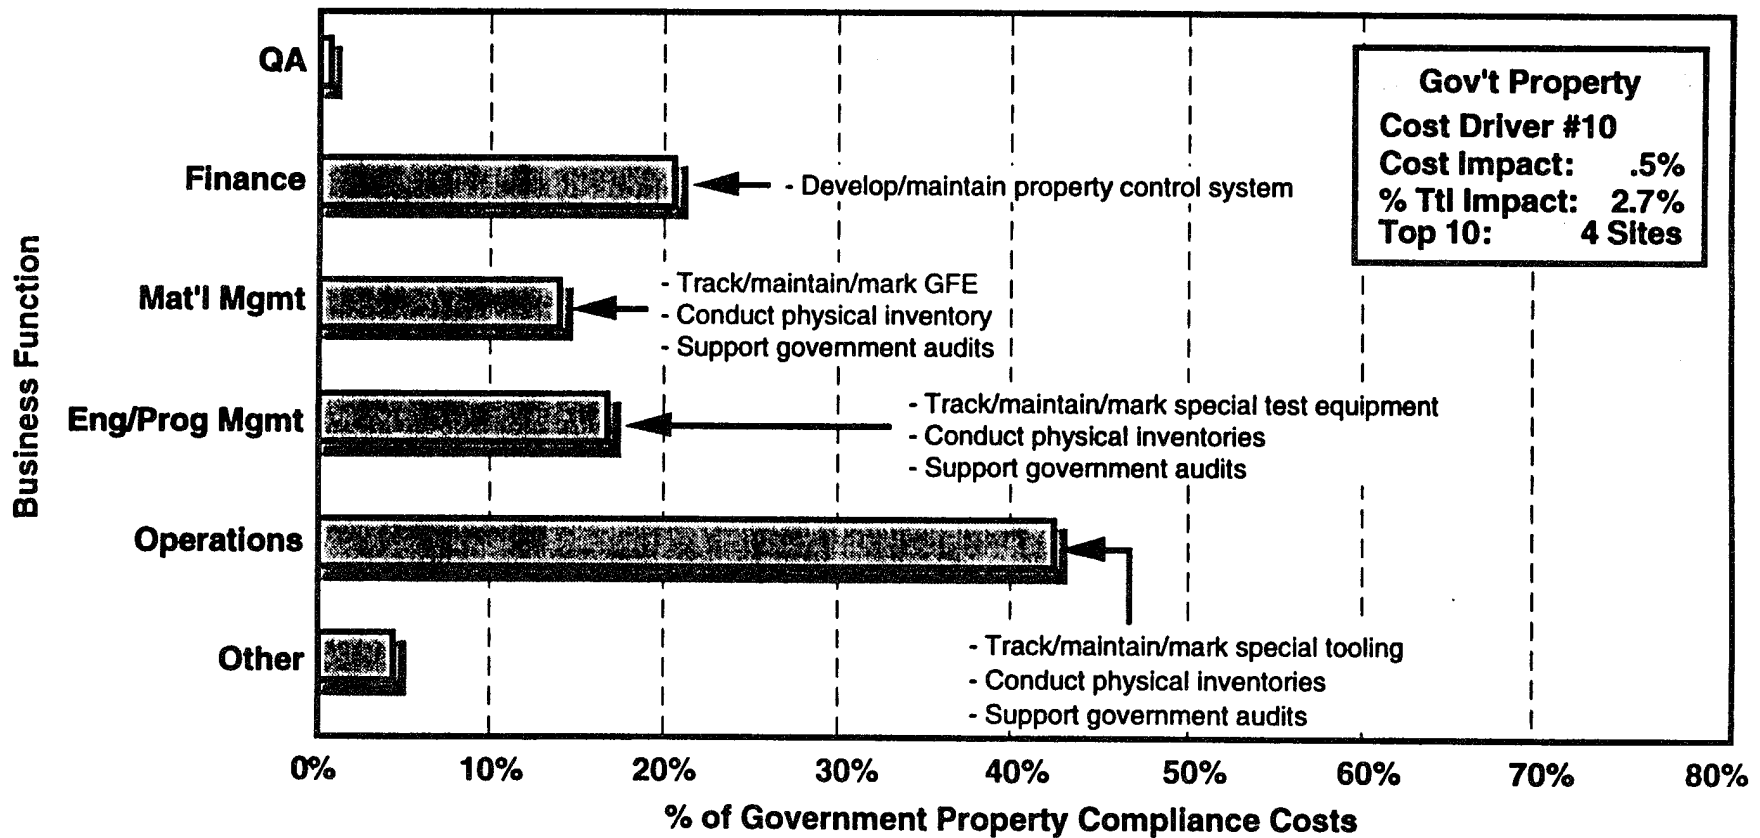 QA
Gov't Property
Cost Driver #10
Cost Impact: .5%
% Ttl Impact: 2.7%
Top 10: 4 Sites
Finance
- Develop/maintain property control system
Mat'l Mgmt
- Track/maintain/mark GFE
- Conduct physical inventory
- Support government audits
Eng/Prog Mgmt
- Track/maintain/mark special test equipment
- Conduct physical inventories
- Support government audits
Operations
Other
- Track/maintain/mark special tooling
- Conduct physical inventories
- Support government audits
Business Function
0% 10% 20% 30% 40% 50% 60% 70% 80%
% of Government Property Compliance Costs